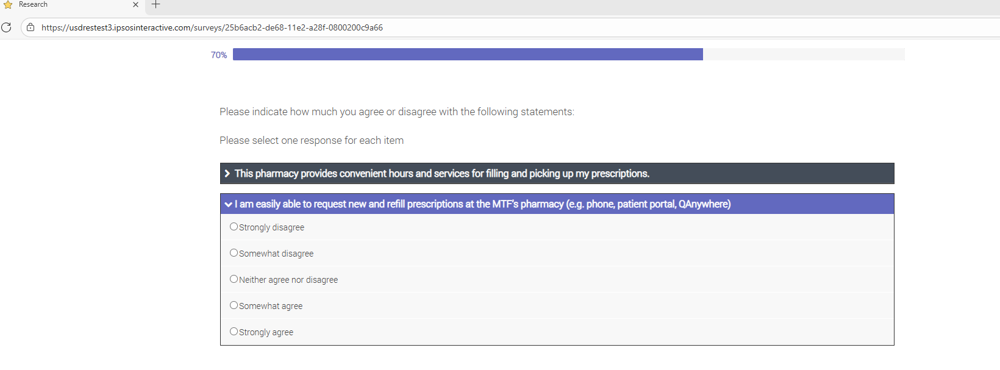 Research
https://usdrestest3.ipsosinteractive.com/surveys/25b6acb2-de68-11e2-a28f-0800200c9a66
70%
Please indicate how much you agree or disagree with the following statements:
Please select one response for each item
This pharmacy provides convenient hours and services for filling and picking up my prescriptions.
I am easily able to request new and refill prescriptions at the MTF's pharmacy (e.g. phone, patient portal, QAnywhere)
Strongly disagree
Somewhat disagree
Neither agree nor disagree
Somewhat agree
Strongly agree